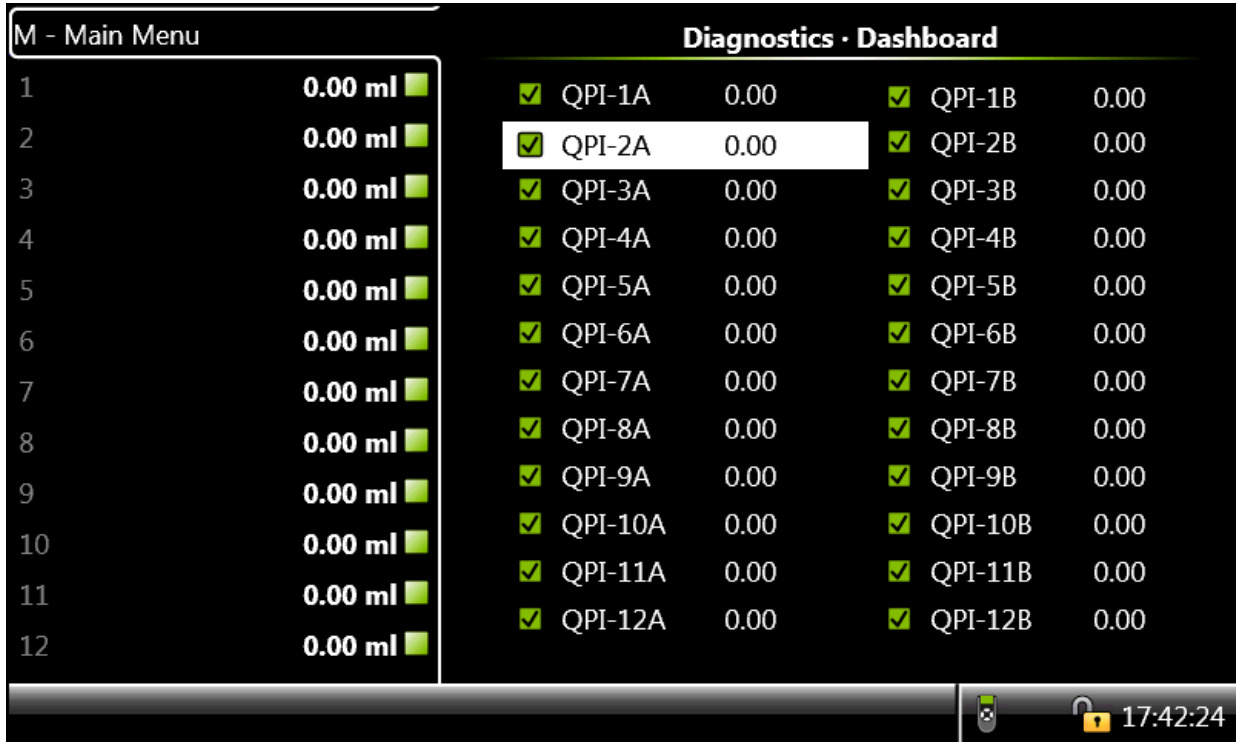 M - Main Menu
1 0.00 ml
2 0.00 ml
3 0.00 ml
4 0.00 ml
5 0.00 ml
6 0.00 ml
7 0.00 ml
8 0.00 ml
9 0.00 ml
10 0.00 ml
11 0.00 ml
12 0.00 ml
Diagnostics · Dashboard
QPI-1A 0.00 QPI-1B 0.00
QPI-2A 0.00 QPI-2B 0.00
QPI-3A 0.00 QPI-3B 0.00
QPI-4A 0.00 QPI-4B 0.00
QPI-5A 0.00 QPI-5B 0.00
QPI-6A 0.00 QPI-6B 0.00
QPI-7A 0.00 QPI-7B 0.00
QPI-8A 0.00 QPI-8B 0.00
QPI-9A 0.00 QPI-9B 0.00
QPI-10A 0.00 QPI-10B 0.00
QPI-11A 0.00 QPI-11B 0.00
QPI-12A 0.00 QPI-12B 0.00
17:42:24